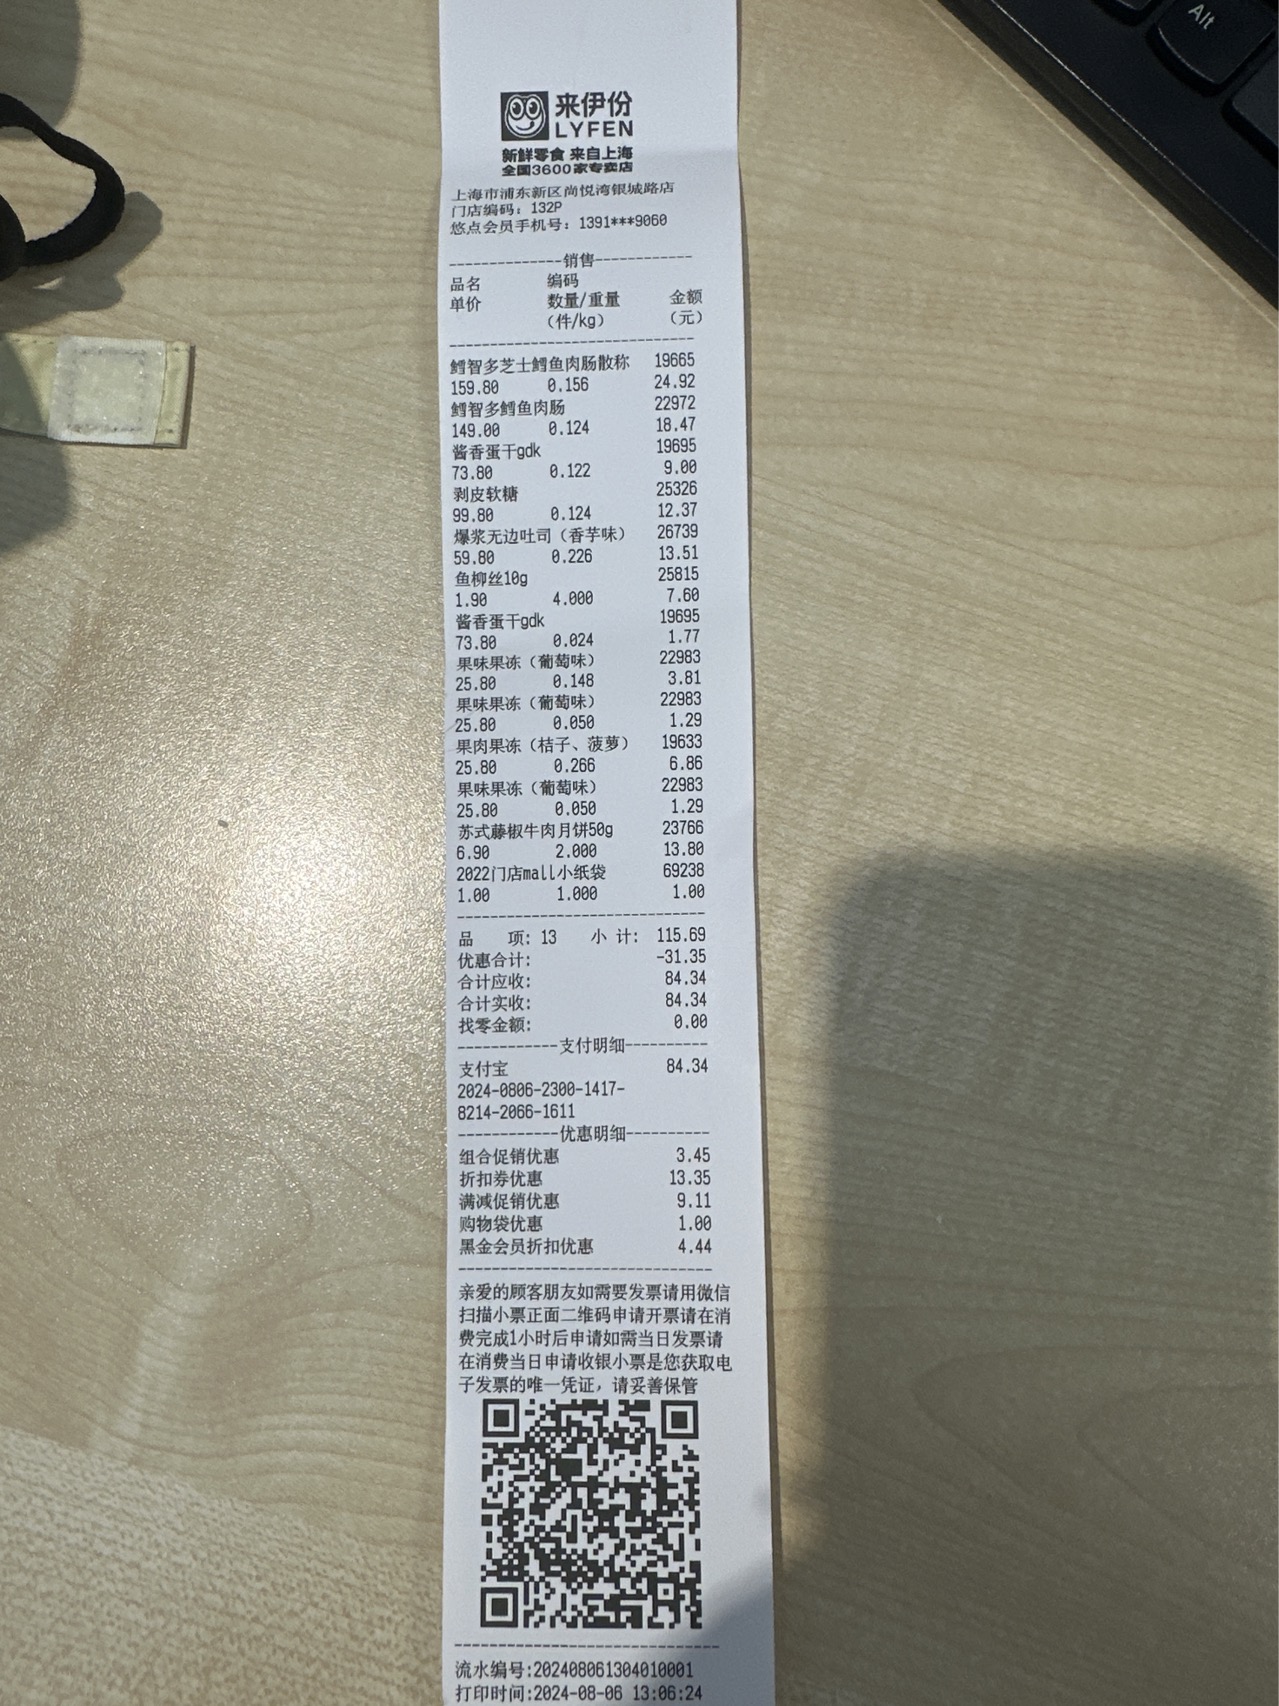 Alt
来伊份
LYFEN
新鲜零食 来自上海
全国3600家专卖店
上海市浦东新区尚悦湾银城路店
门店编码：132P
悠点会员手机号：1391***9060
--------------销售------------
品名 编码
单价 数量/重量 金额
（件/kg） （元）
------------------------------
鳕智多芝士鳕鱼肉肠散称 19665
159.80 0.156 24.92
鳕智多鳕鱼肉肠 22972
149.00 0.124 18.47
酱香蛋干gdk 19695
73.80 0.122 9.00
剥皮软糖 25326
99.80 0.124 12.37
爆浆无边吐司（香芋味） 26739
59.80 0.226 13.51
鱼柳丝10g 25815
1.90 4.000 7.60
酱香蛋干gdk 19695
73.80 0.024 1.77
果味果冻（葡萄味） 22983
25.80 0.148 3.81
果味果冻（葡萄味） 22983
25.80 0.050 1.29
果肉果冻（桔子、菠萝） 19633
25.80 0.266 6.86
果味果冻（葡萄味） 22983
25.80 0.050 1.29
苏式藤椒牛肉月饼50g 23766
6.90 2.000 13.80
2022门店mall小纸袋 69238
1.00 1.000 1.00
------------------------------
品 项: 13 小 计: 115.69
优惠合计: -31.35
合计应收: 84.34
合计实收: 84.34
找零金额: 0.00
------------支付明细----------
支付宝 84.34
2024-0806-2300-1417-
8214-2066-1611
------------优惠明细----------
组合促销优惠 3.45
折扣券优惠 13.35
满减促销优惠 9.11
购物袋优惠 1.00
黑金会员折扣优惠 4.44
------------------------------
亲爱的顾客朋友如需要发票请用微信
扫描小票正面二维码申请开票请在消
费完成1小时后申请如需当日发票请
在消费当日申请收银小票是您获取电
子发票的唯一凭证，请妥善保管
------------------------------
流水编号:202408061304010001
打印时间:2024-08-06 13:06:24